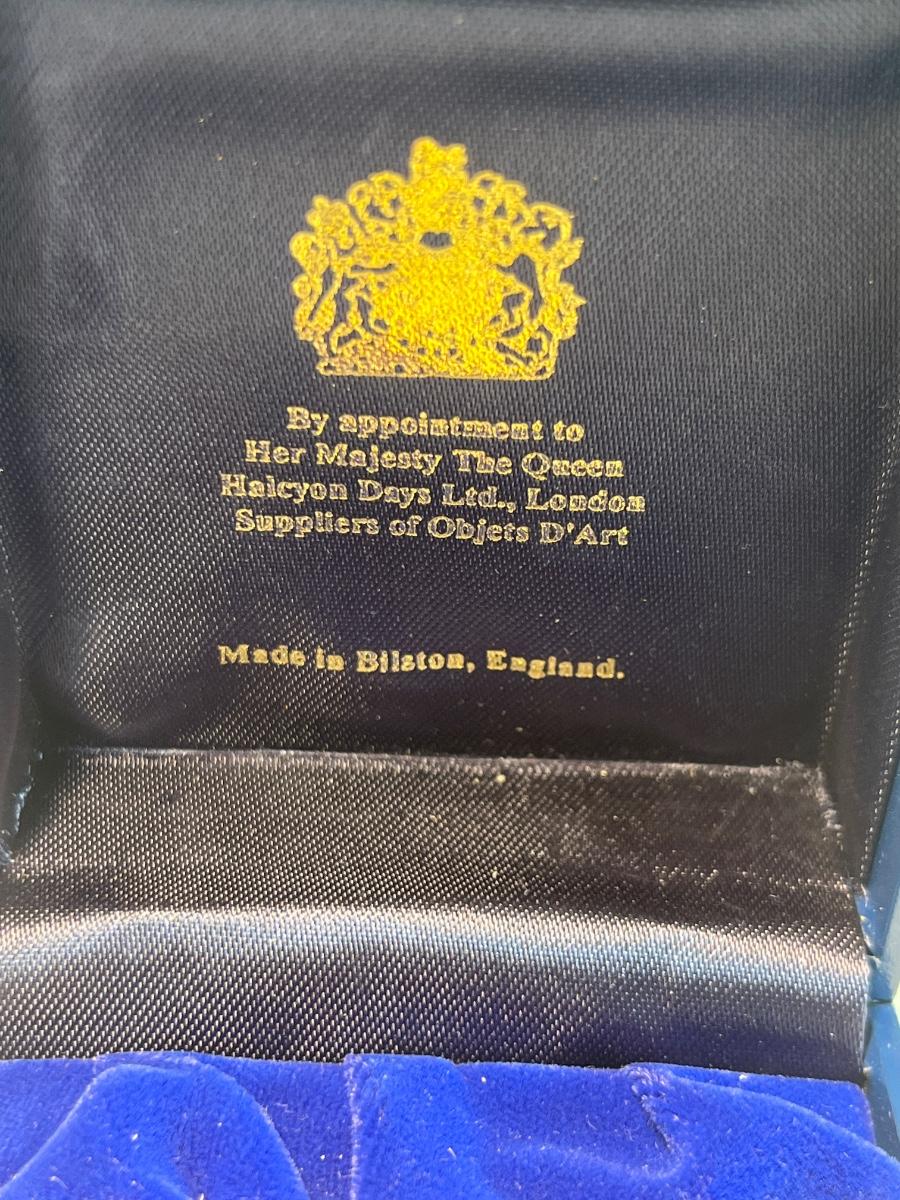 By appointment to
Her Majesty The Queen
Halcyon Days Ltd., London
Suppliers of Objets D'Art
Made in Bilston, England.